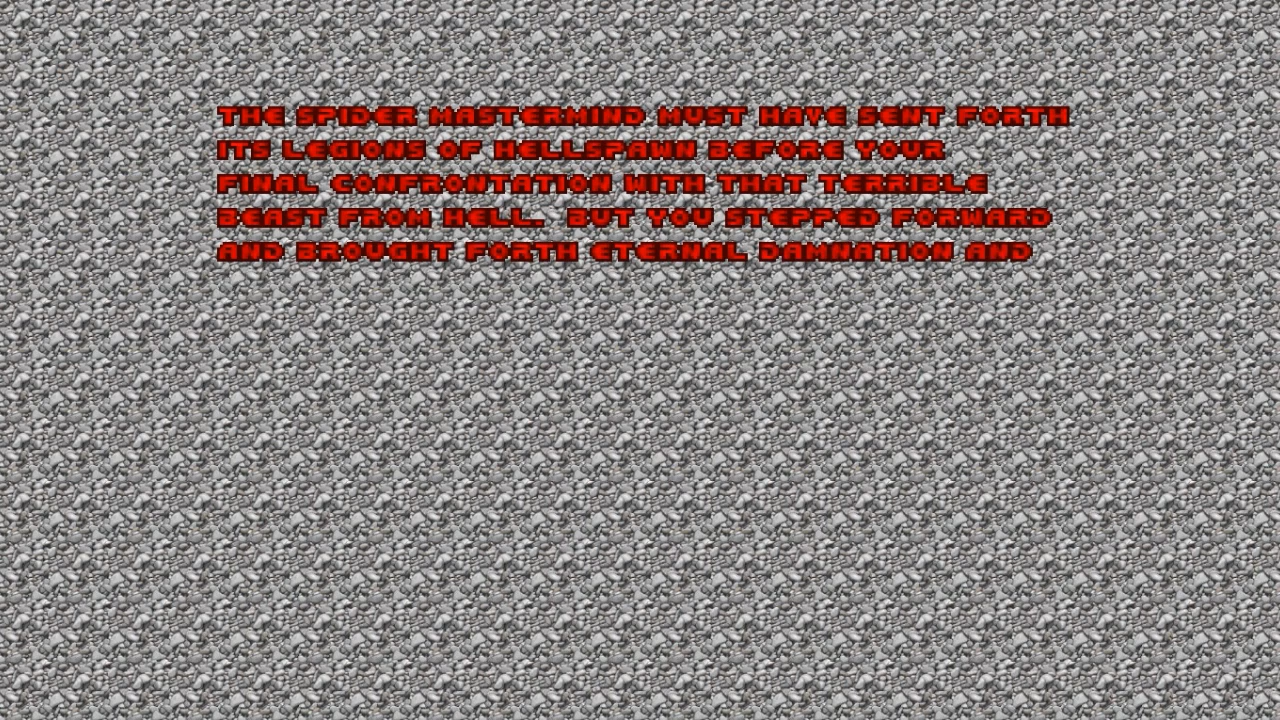 THE SPIDER MASTERMIND MUST HAVE SENT FORTH
ITS LEGIONS OF HELLSPAWN BEFORE YOUR
FINAL CONFRONTATION WITH THAT TERRIBLE
BEAST FROM HELL.  BUT YOU STEPPED FORWARD
AND BROUGHT FORTH ETERNAL DAMNATION AND